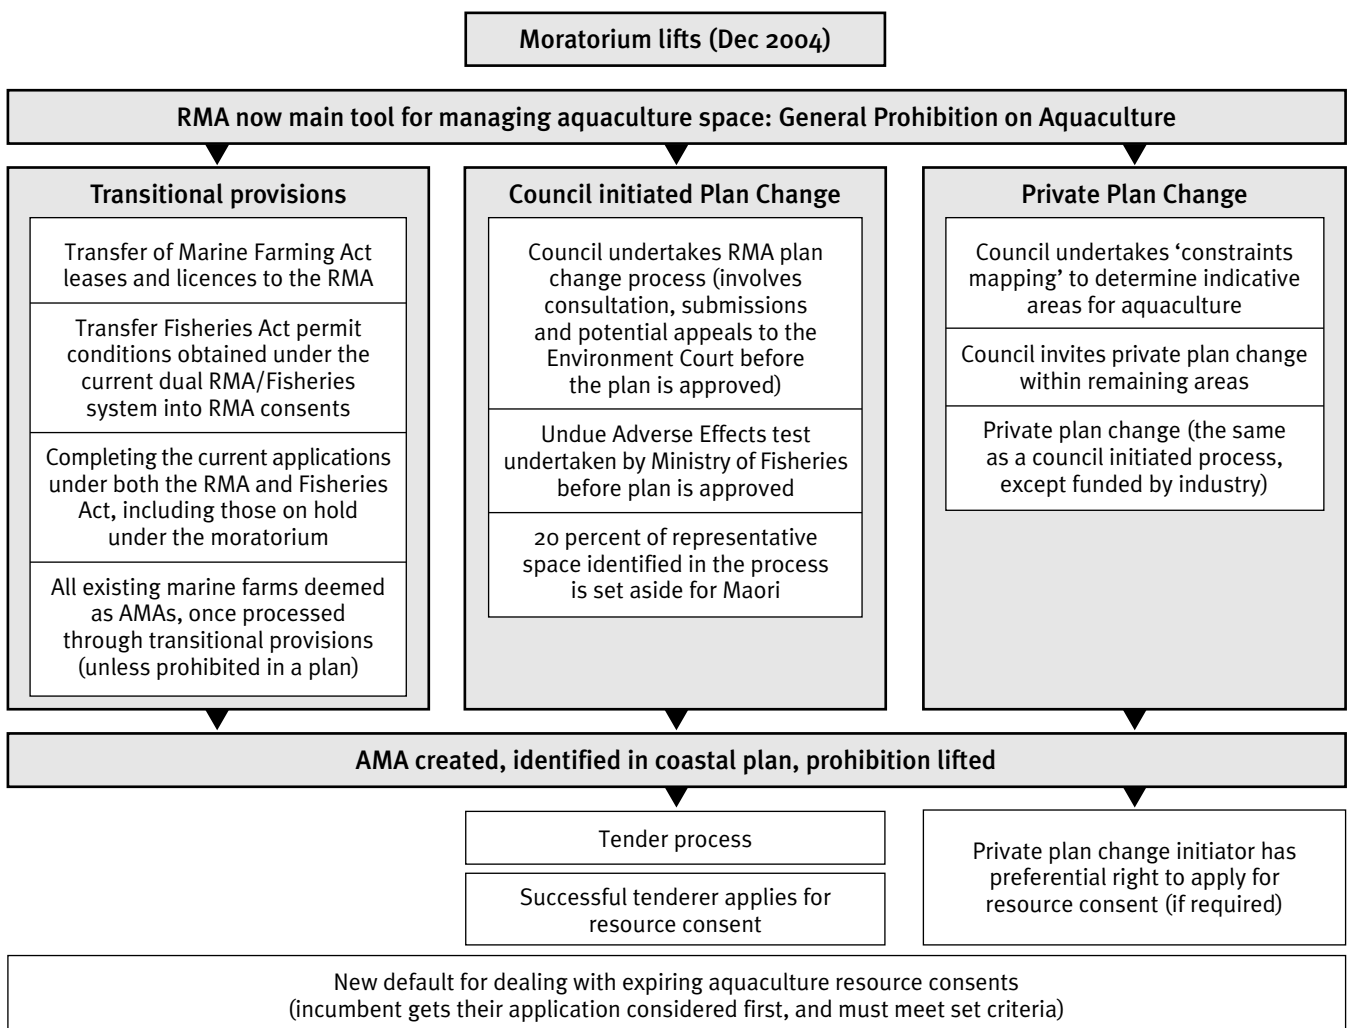 Moratorium lifts (Dec 2004)
RMA now main tool for managing aquaculture space: General Prohibition on Aquaculture
Transitional provisions
Transfer of Marine Farming Act
leases and licences to the RMA
Transfer Fisheries Act permit
conditions obtained under the
current dual RMA/Fisheries
system into RMA consents
Completing the current applications
under both the RMA and Fisheries
Act, including those on hold
under the moratorium
All existing marine farms deemed
as AMAs, once processed
through transitional provisions
(unless prohibited in a plan)
Council initiated Plan Change
Council undertakes RMA plan
change process (involves
consultation, submissions
and potential appeals to the
Environment Court before
the plan is approved)
Undue Adverse Effects test
undertaken by Ministry of Fisheries
before plan is approved
20 percent of representative
space identified in the process
is set aside for Maori
Private Plan Change
Council undertakes ‘constraints
mapping’ to determine indicative
areas for aquaculture
Council invites private plan change
within remaining areas
Private plan change (the same
as a council initiated process,
except funded by industry)
AMA created, identified in coastal plan, prohibition lifted
Tender process
Successful tenderer applies for
resource consent
Private plan change initiator has
preferential right to apply for
resource consent (if required)
New default for dealing with expiring aquaculture resource consents
(incumbent gets their application considered first, and must meet set criteria)